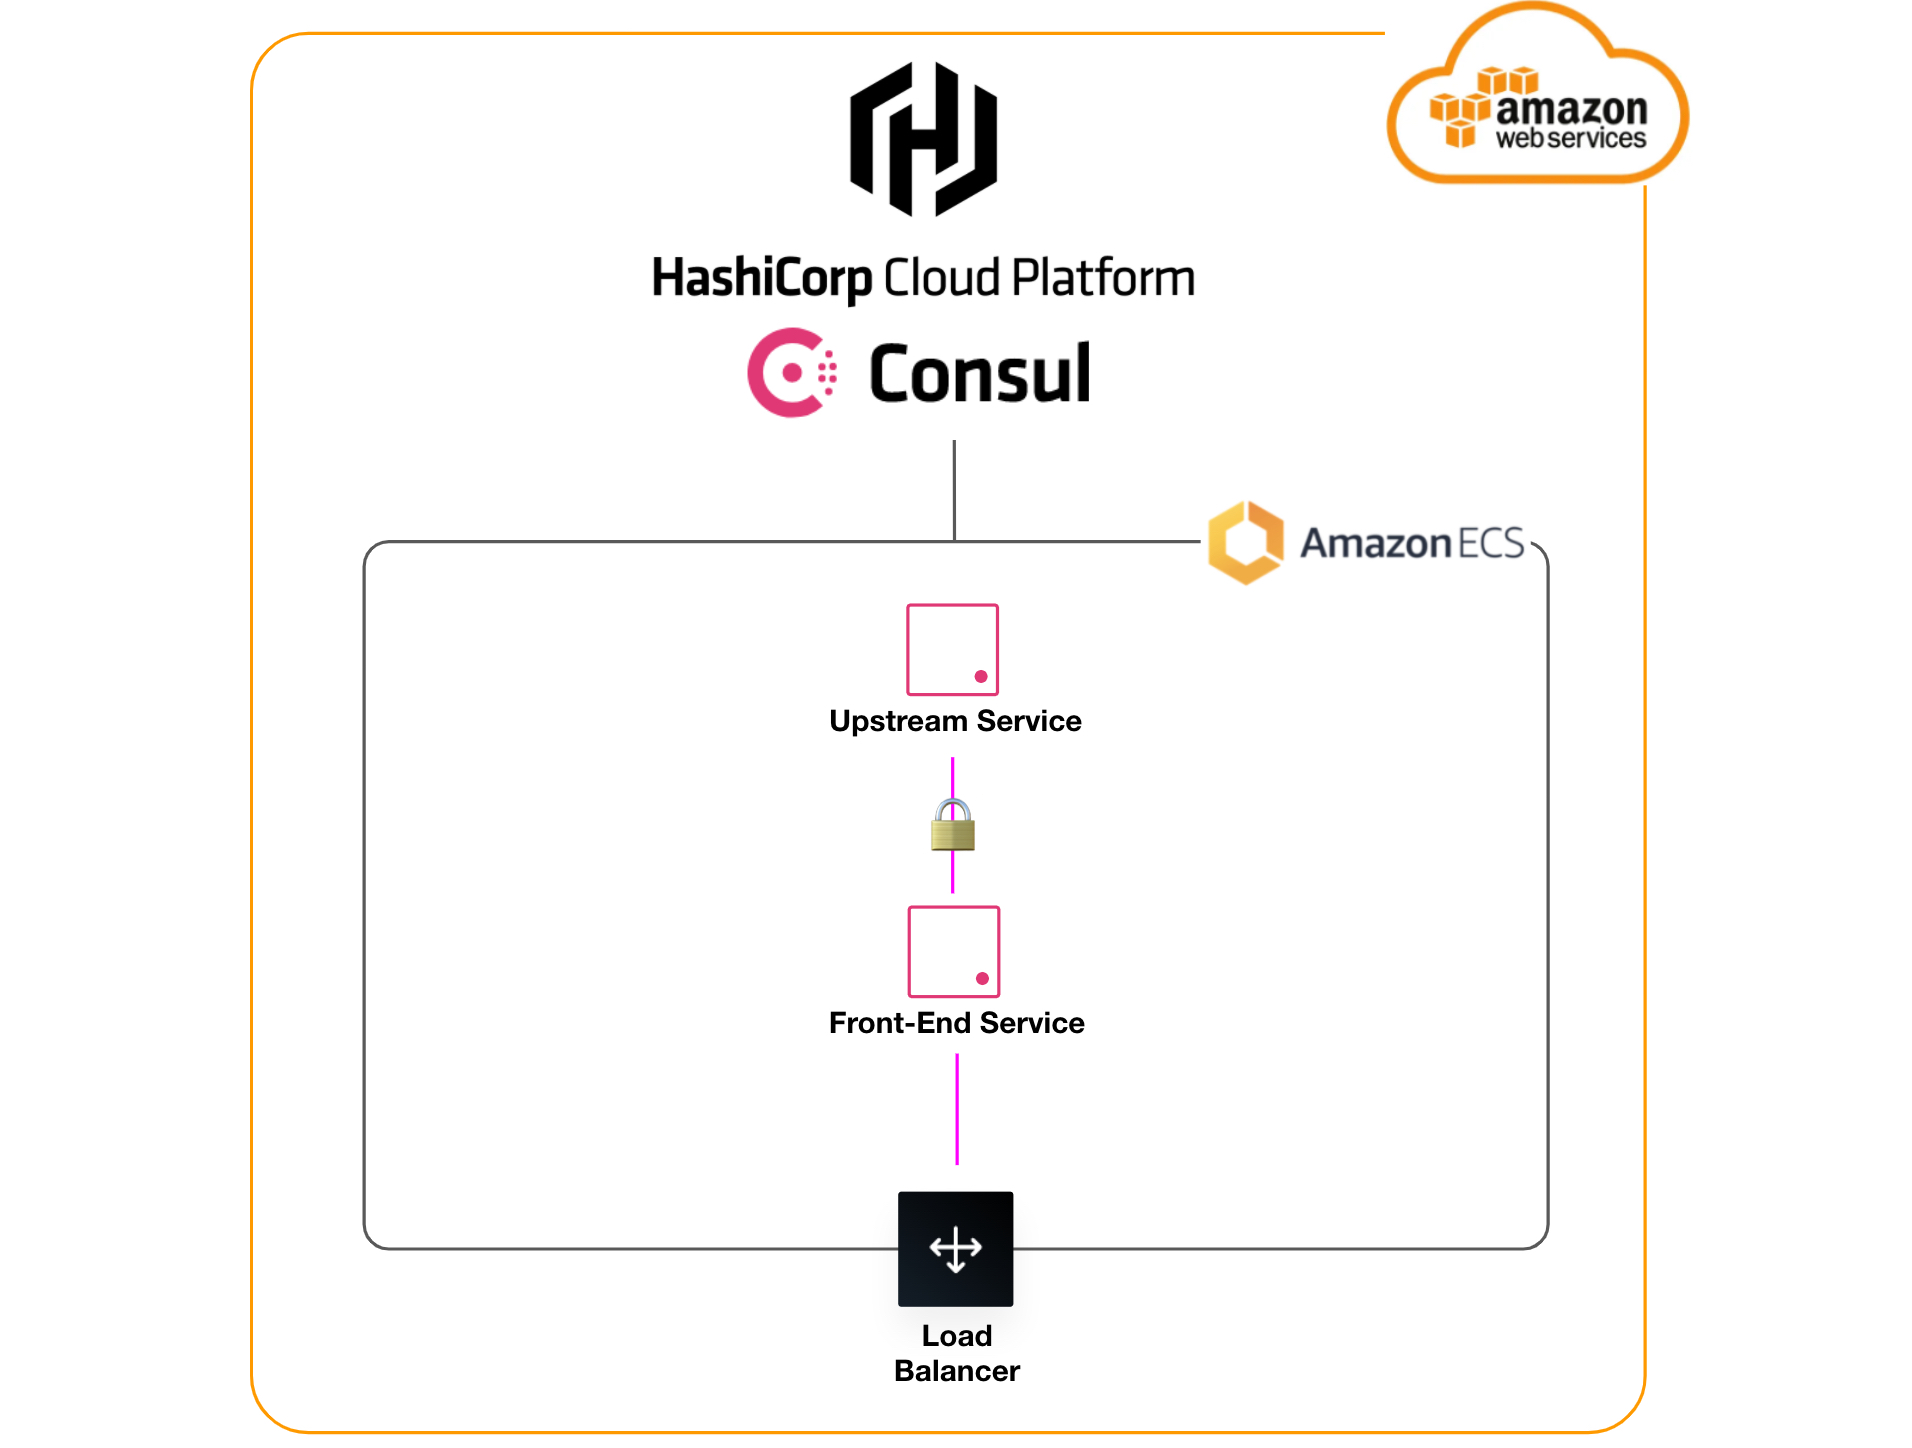 amazon
web services
HashiCorp Cloud Platform
Consul
Amazon ECS
Upstream Service
Front-End Service
Load
Balancer